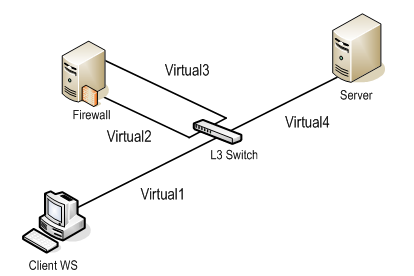 Virtual3
Firewall
Server
Virtual2
Virtual4
L3 Switch
Virtual1
Client WS